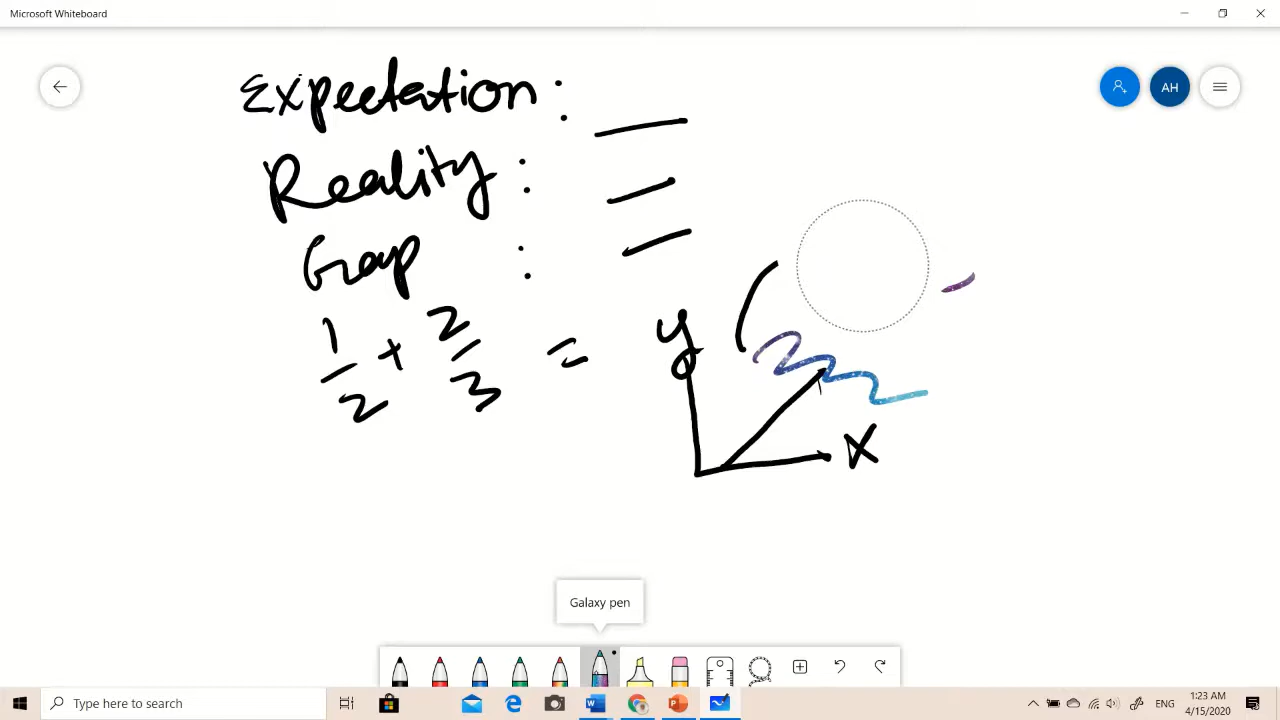 Microsoft Whiteboard
AH
Expectation:
Reality:
Gap :
1/2 + 2/3 =
y
x
Galaxy pen
Type here to search
ENG
1:23 AM
4/15/2020